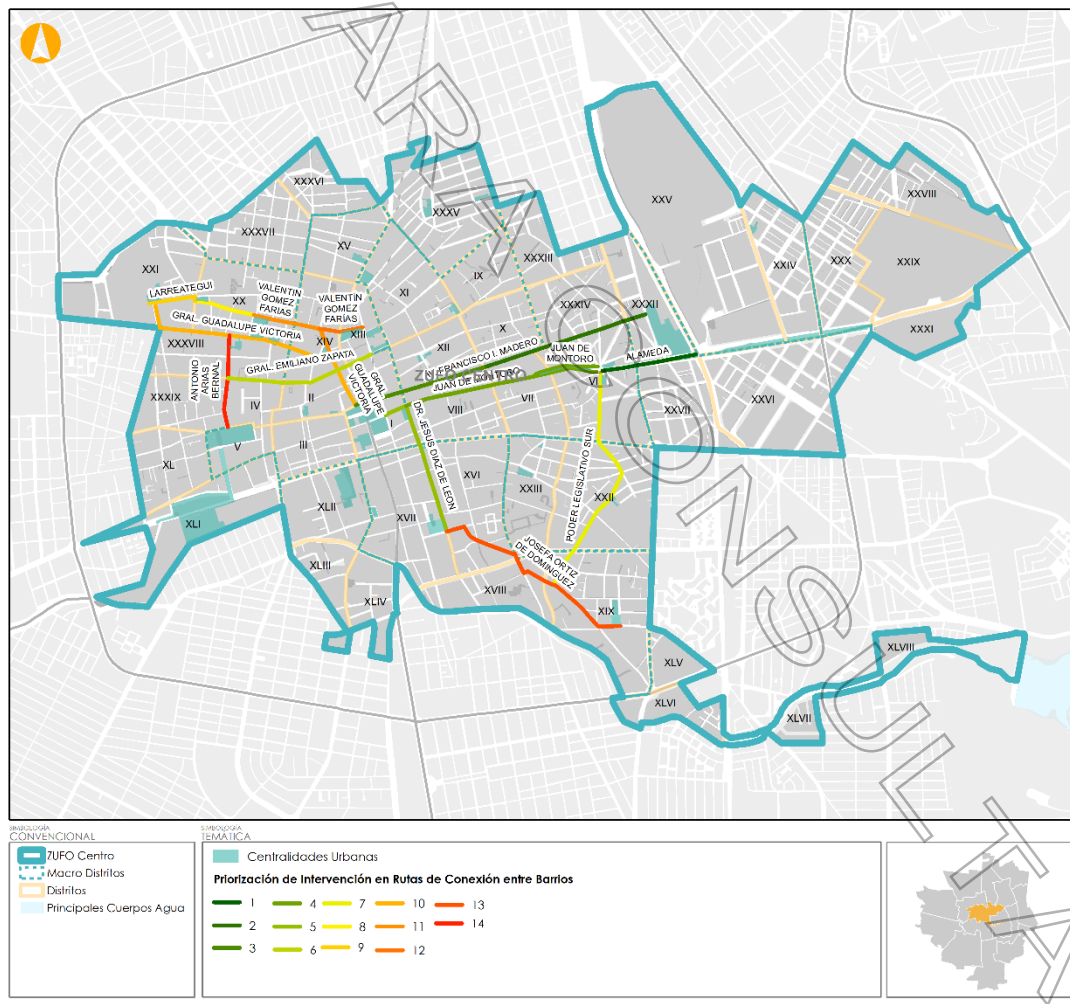 PARA CONSULTA
XXXVI
XXVIII
XXXV
XXV
XXXVII
XV
XXXIII
XXIV
XXX
XXIX
XXI
XI
IX
LARREATEGUI
XX
VALENTIN
GOMEZ
FARIAS
VALENTIN
GOMEZ
FARÍAS
XXXIV
XXXII
GRAL. GUADALUPE VICTORIA
XIII
X
XXXI
XXXVIII
XIV
XII
FRANCISCO I. MADERO
JUAN DE
MONTORO
ALAMEDA
GRAL. EMILIANO ZAPATA
ZUFO CENTRO
JUAN DE MONTORO
VI
ANTONIO
ARIAS
BERNAL
GRAL.
GUADALUPE
VICTORIA
XXXIX
IV
II
VII
VIII
XXVII
XXVI
I
DR. JESUS DIAZ DE LEON
V
III
XL
XVI
XXIII
PODER LEGISLATIVO SUR
XXII
XLI
XLII
XVII
JOSEFA ORTIZ
DE DOMINGUEZ
XLIII
XVIII
XLIV
XIX
XLV
XLVIII
XLVI
XLVII
SIMBOLOGÍA
CONVENCIONAL
ZUFO Centro
Macro Distritos
Distritos
Principales Cuerpos Agua
SIMBOLOGÍA
TEMÁTICA
Centralidades Urbanas
Priorización de Intervención en Rutas de Conexión entre Barrios
1 4 7 10 13
2 5 8 11 14
3 6 9 12